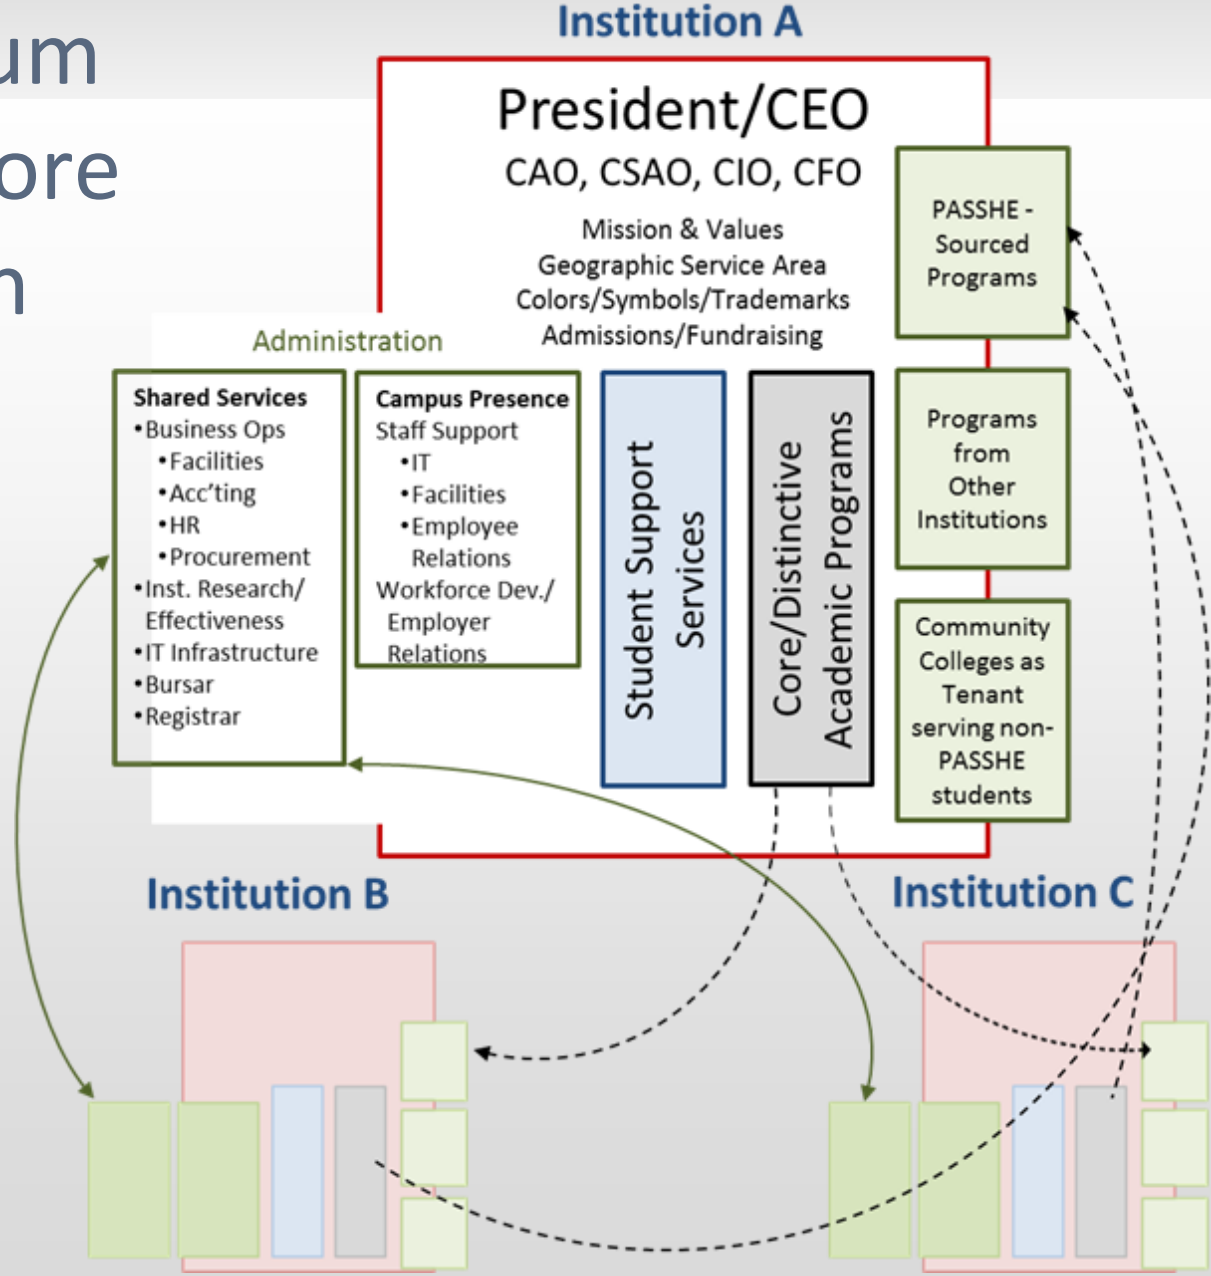 um
ore
n
Institution A
President/CEO
CAO, CSAO, CIO, CFO
Mission & Values
Geographic Service Area
Colors/Symbols/Trademarks
Admissions/Fundraising
Administration
Shared Services
•Business Ops
•Facilities
•Acc'ting
•HR
•Procurement
•Inst. Research/
Effectiveness
•IT Infrastructure
•Bursar
•Registrar
Campus Presence
Staff Support
•IT
•Facilities
•Employee
Relations
Workforce Dev./
Employer
Relations
Student Support
Services
Core/Distinctive
Academic Programs
PASSHE -
Sourced
Programs
Programs
from
Other
Institutions
Community
Colleges as
Tenant
serving non-
PASSHE
students
Institution B
Institution C